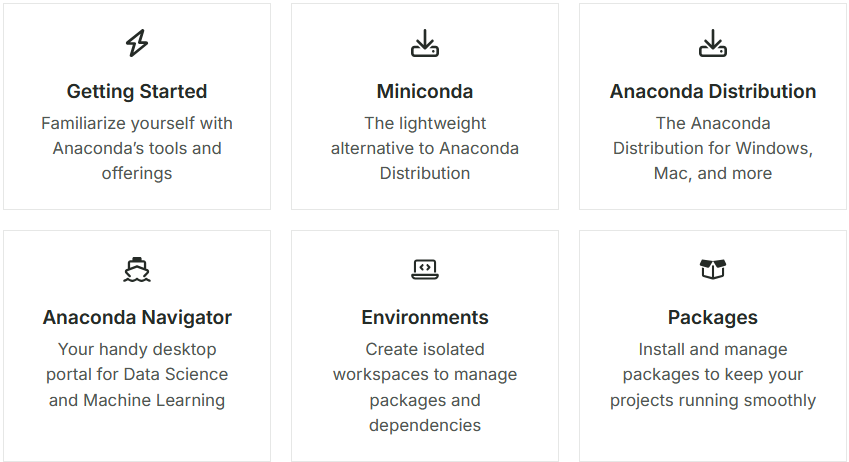 Getting Started
Familiarize yourself with
Anaconda’s tools and
offerings
Miniconda
The lightweight
alternative to Anaconda
Distribution
Anaconda Distribution
The Anaconda
Distribution for Windows,
Mac, and more
Anaconda Navigator
Your handy desktop
portal for Data Science
and Machine Learning
Environments
Create isolated
workspaces to manage
packages and
dependencies
Packages
Install and manage
packages to keep your
projects running smoothly